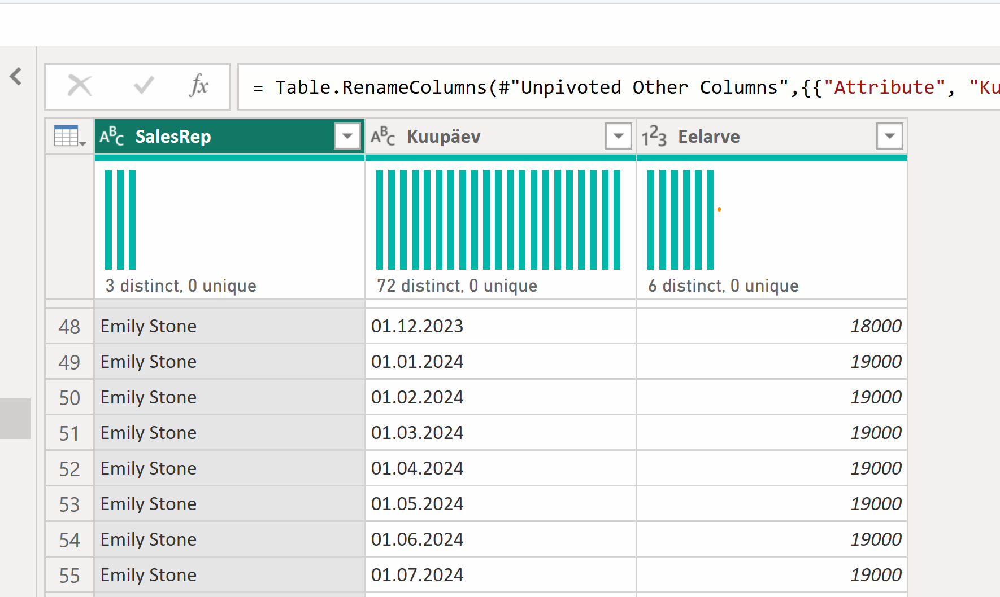 fx = Table.RenameColumns(#"Unpivoted Other Columns",{{"Attribute", "Ku
ABC SalesRep ABC Kuupäev 123 Eelarve
3 distinct, 0 unique 72 distinct, 0 unique 6 distinct, 0 unique
48 Emily Stone 01.12.2023 18000
49 Emily Stone 01.01.2024 19000
50 Emily Stone 01.02.2024 19000
51 Emily Stone 01.03.2024 19000
52 Emily Stone 01.04.2024 19000
53 Emily Stone 01.05.2024 19000
54 Emily Stone 01.06.2024 19000
55 Emily Stone 01.07.2024 19000